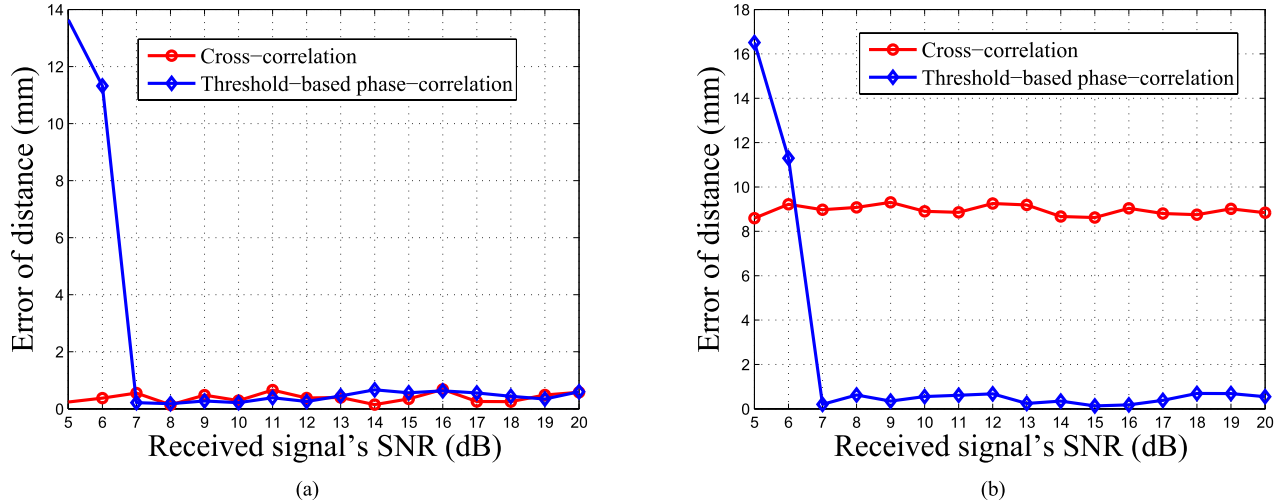 14
12
10
8
6
4
2
0
Error of distance (mm)
Cross−correlation
Threshold−based phase−correlation
5 6 7 8 9 10 11 12 13 14 15 16 17 18 19 20
Received signal’s SNR (dB)
(a)
18
16
14
12
10
8
6
4
2
0
Error of distance (mm)
Cross−correlation
Threshold−based phase−correlation
5 6 7 8 9 10 11 12 13 14 15 16 17 18 19 20
Received signal’s SNR (dB)
(b)